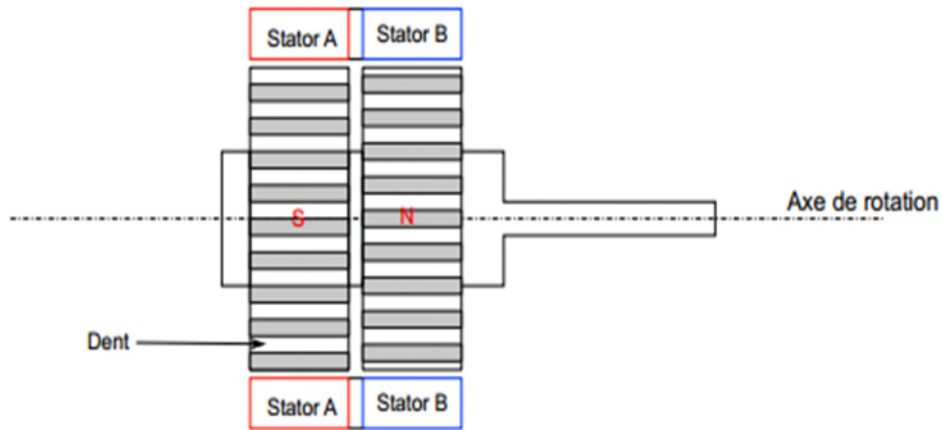 Stator A
Stator B
Axe de rotation
S
N
Dent
Stator A
Stator B